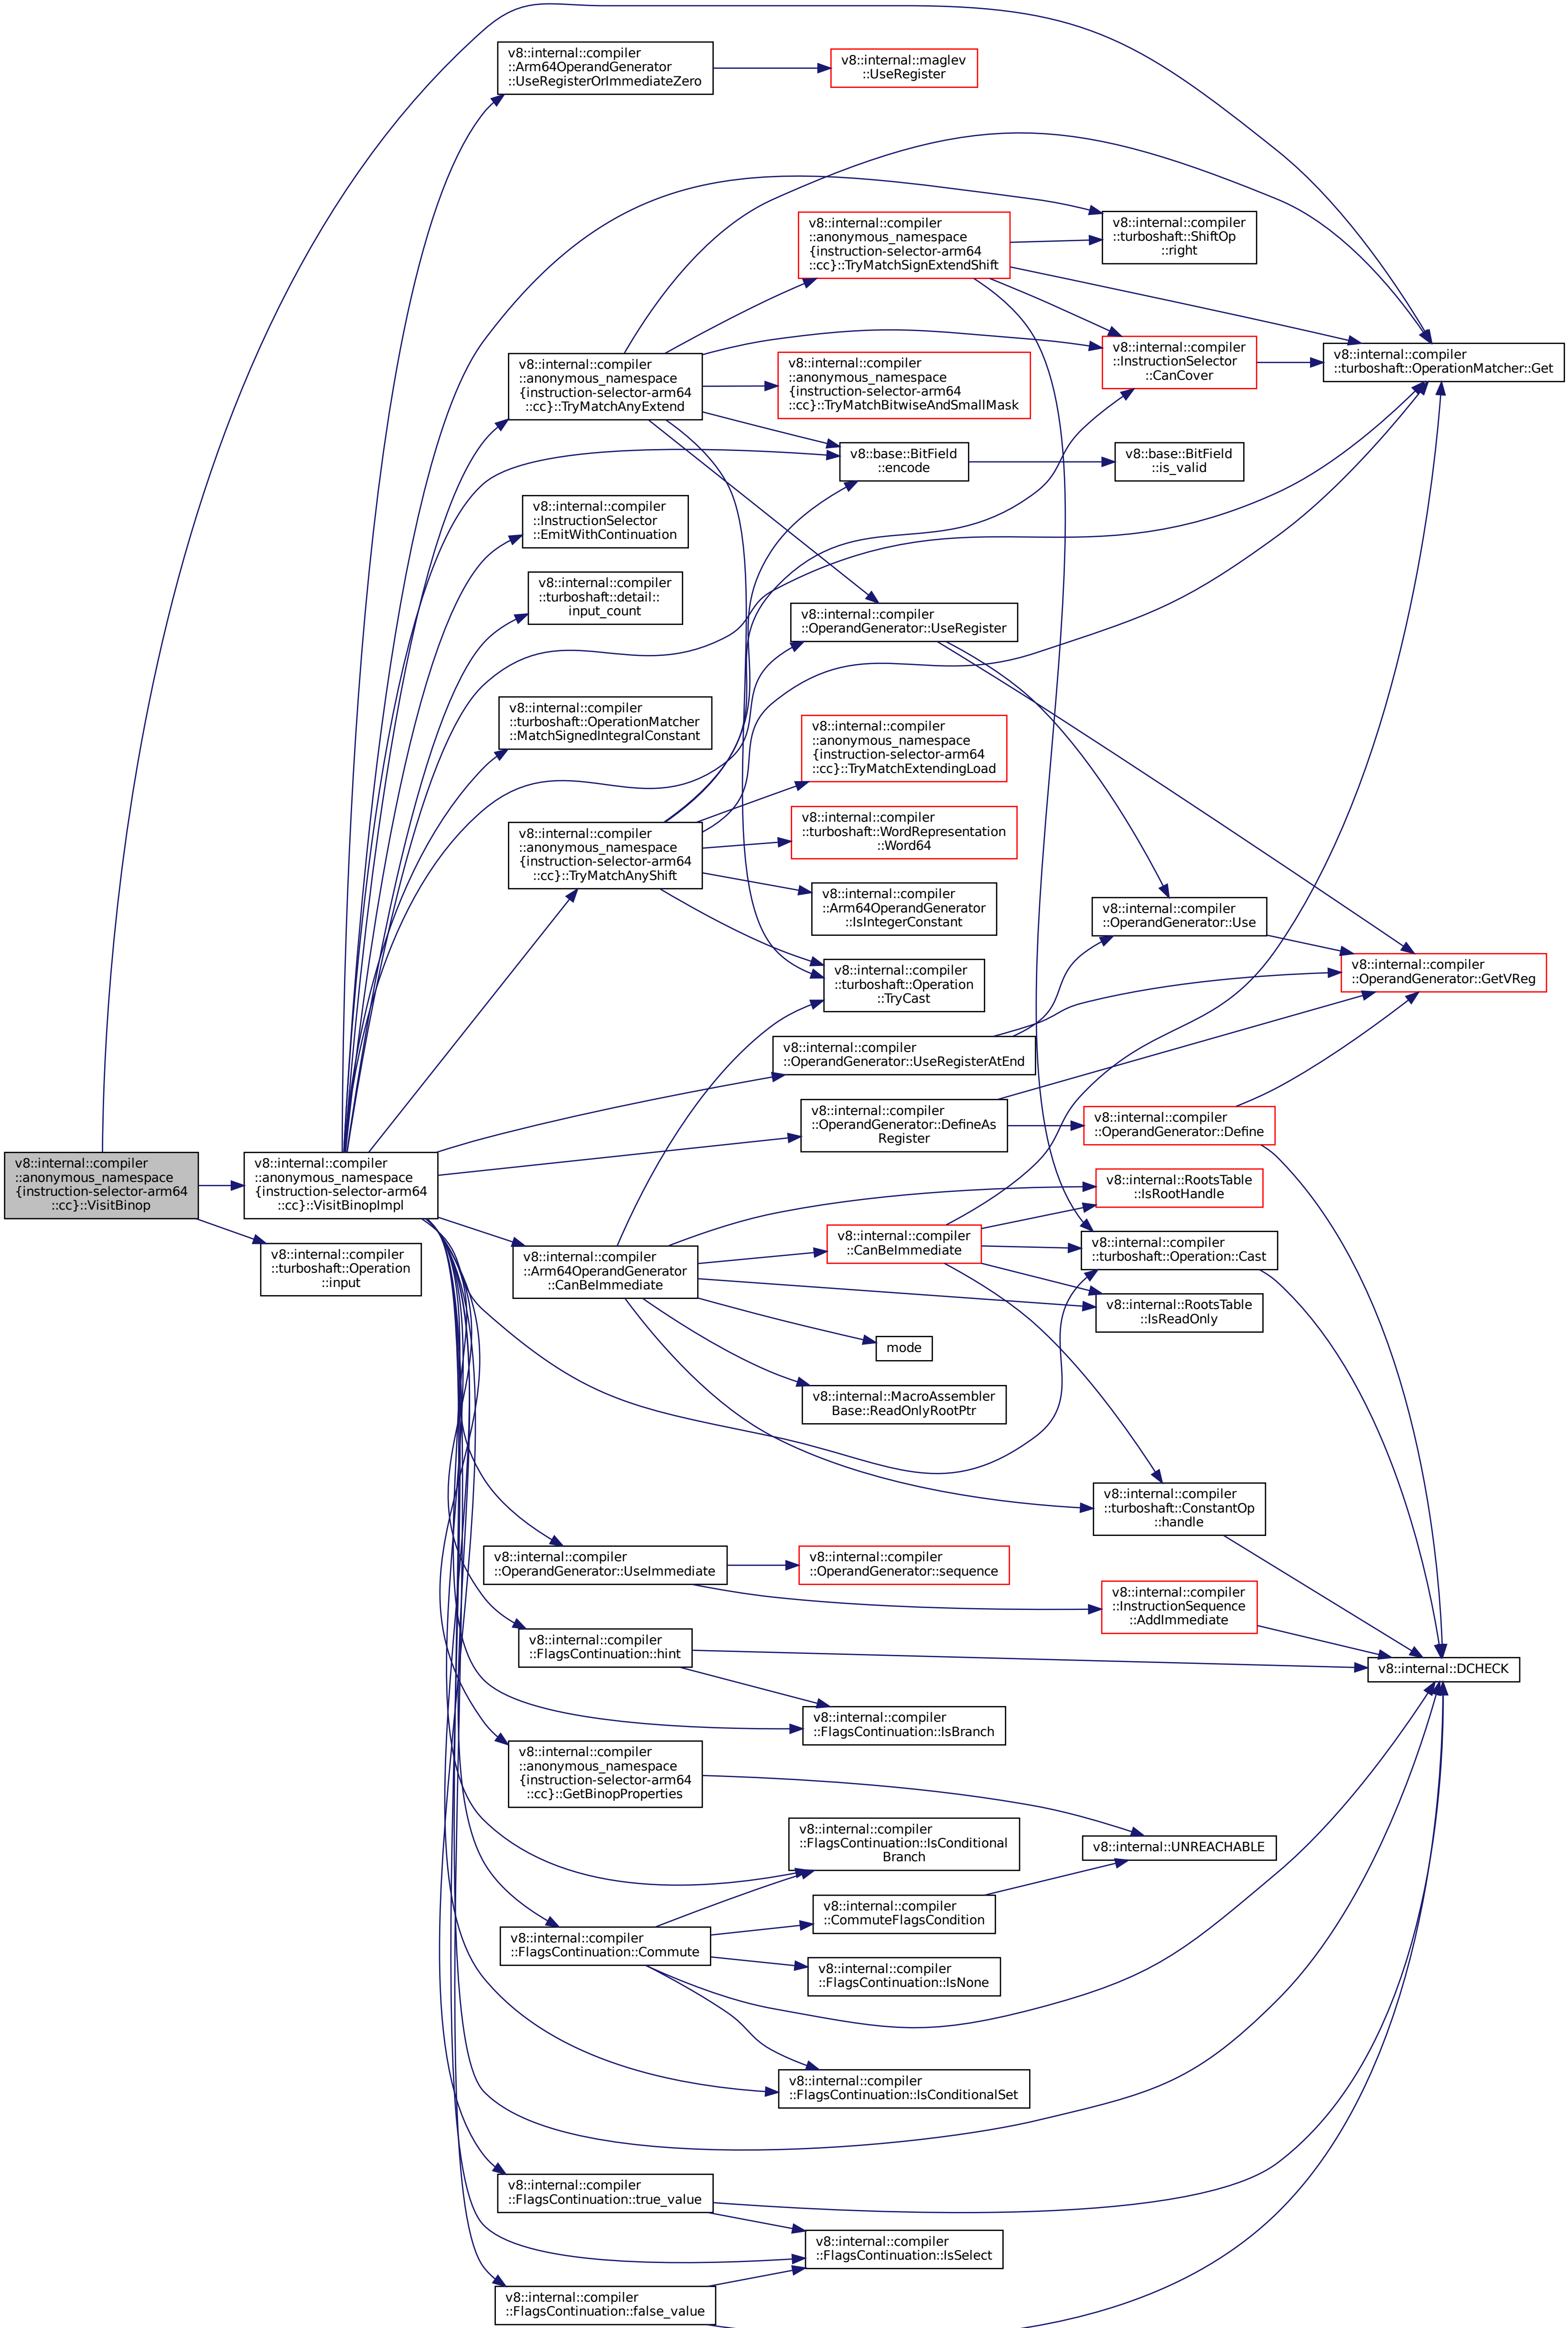 v8::internal::compiler
::Arm64OperandGenerator
::UseRegisterOrImmediateZero
v8::internal::maglev
::UseRegister
v8::internal::compiler
::anonymous_namespace
{instruction-selector-arm64
::cc}::TryMatchSignExtendShift
v8::internal::compiler
::turboshaft::ShiftOp
::right
v8::internal::compiler
::InstructionSelector
::CanCover
v8::internal::compiler
::turboshaft::OperationMatcher::Get
v8::internal::compiler
::anonymous_namespace
{instruction-selector-arm64
::cc}::TryMatchAnyExtend
v8::internal::compiler
::anonymous_namespace
{instruction-selector-arm64
::cc}::TryMatchBitwiseAndSmallMask
v8::base::BitField
::encode
v8::base::BitField
::is_valid
v8::internal::compiler
::InstructionSelector
::EmitWithContinuation
v8::internal::compiler
::turboshaft::detail::
input_count
v8::internal::compiler
::OperandGenerator::UseRegister
v8::internal::compiler
::turboshaft::OperationMatcher
::MatchSignedIntegralConstant
v8::internal::compiler
::anonymous_namespace
{instruction-selector-arm64
::cc}::TryMatchExtendingLoad
v8::internal::compiler
::turboshaft::WordRepresentation
::Word64
v8::internal::compiler
::anonymous_namespace
{instruction-selector-arm64
::cc}::TryMatchAnyShift
v8::internal::compiler
::Arm64OperandGenerator
::IsIntegerConstant
v8::internal::compiler
::OperandGenerator::Use
v8::internal::compiler
::turboshaft::Operation
::TryCast
v8::internal::compiler
::OperandGenerator::GetVReg
v8::internal::compiler
::OperandGenerator::UseRegisterAtEnd
v8::internal::compiler
::OperandGenerator::DefineAs
Register
v8::internal::compiler
::OperandGenerator::Define
v8::internal::compiler
::anonymous_namespace
{instruction-selector-arm64
::cc}::VisitBinop
v8::internal::compiler
::anonymous_namespace
{instruction-selector-arm64
::cc}::VisitBinopImpl
v8::internal::RootsTable
::IsRootHandle
v8::internal::compiler
::turboshaft::Operation
::input
v8::internal::compiler
::Arm64OperandGenerator
::CanBeImmediate
v8::internal::compiler
::CanBeImmediate
v8::internal::compiler
::turboshaft::Operation::Cast
v8::internal::RootsTable
::IsReadOnly
mode
v8::internal::MacroAssembler
Base::ReadOnlyRootPtr
v8::internal::compiler
::turboshaft::ConstantOp
::handle
v8::internal::compiler
::OperandGenerator::UseImmediate
v8::internal::compiler
::OperandGenerator::sequence
v8::internal::compiler
::InstructionSequence
::AddImmediate
v8::internal::compiler
::FlagsContinuation::hint
v8::internal::DCHECK
v8::internal::compiler
::FlagsContinuation::IsBranch
v8::internal::compiler
::anonymous_namespace
{instruction-selector-arm64
::cc}::GetBinopProperties
v8::internal::compiler
::FlagsContinuation::IsConditional
Branch
v8::internal::UNREACHABLE
v8::internal::compiler
::CommuteFlagsCondition
v8::internal::compiler
::FlagsContinuation::Commute
v8::internal::compiler
::FlagsContinuation::IsNone
v8::internal::compiler
::FlagsContinuation::IsConditionalSet
v8::internal::compiler
::FlagsContinuation::true_value
v8::internal::compiler
::FlagsContinuation::IsSelect
v8::internal::compiler
::FlagsContinuation::false_value